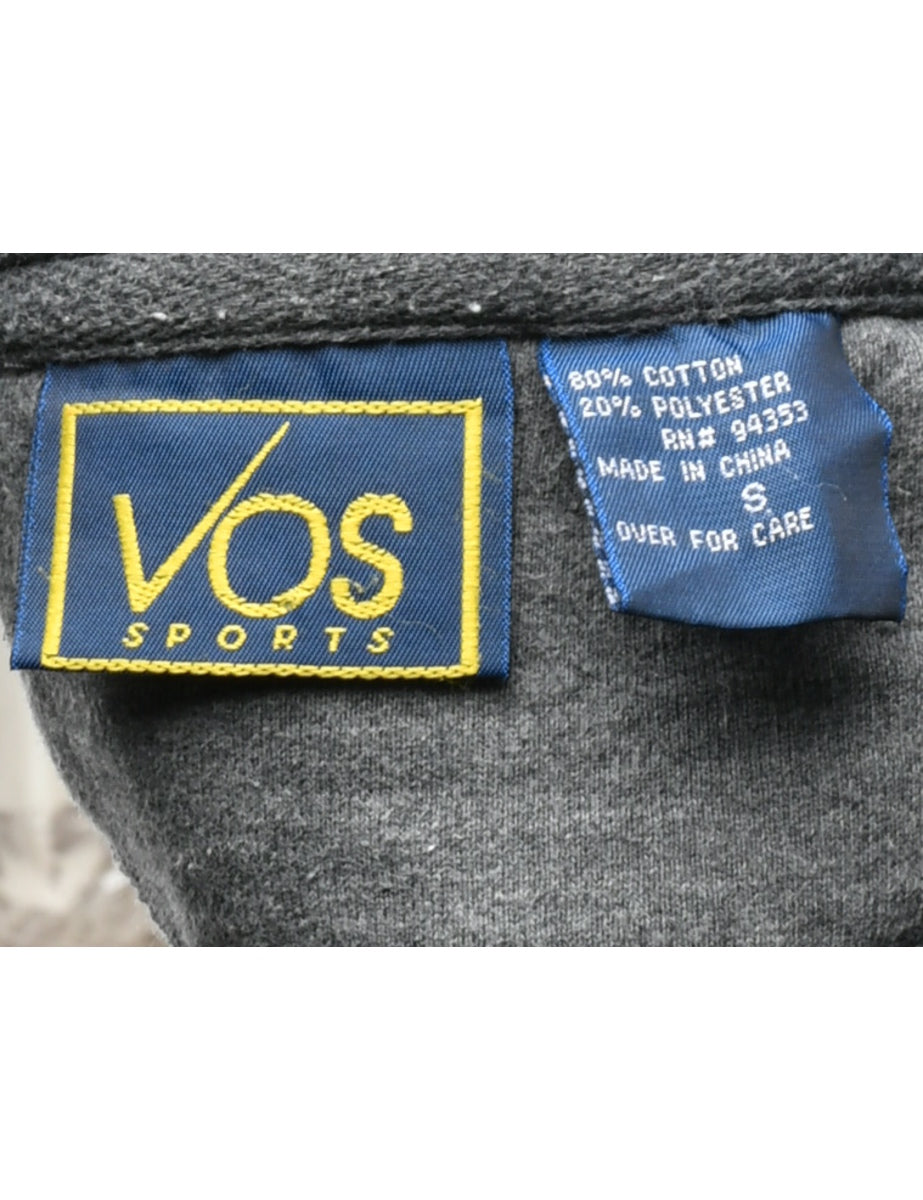 VOS
SPORTS
80% COTTON
20% POLYESTER
RN# 94353
MADE IN CHINA
S
OVER FOR CARE